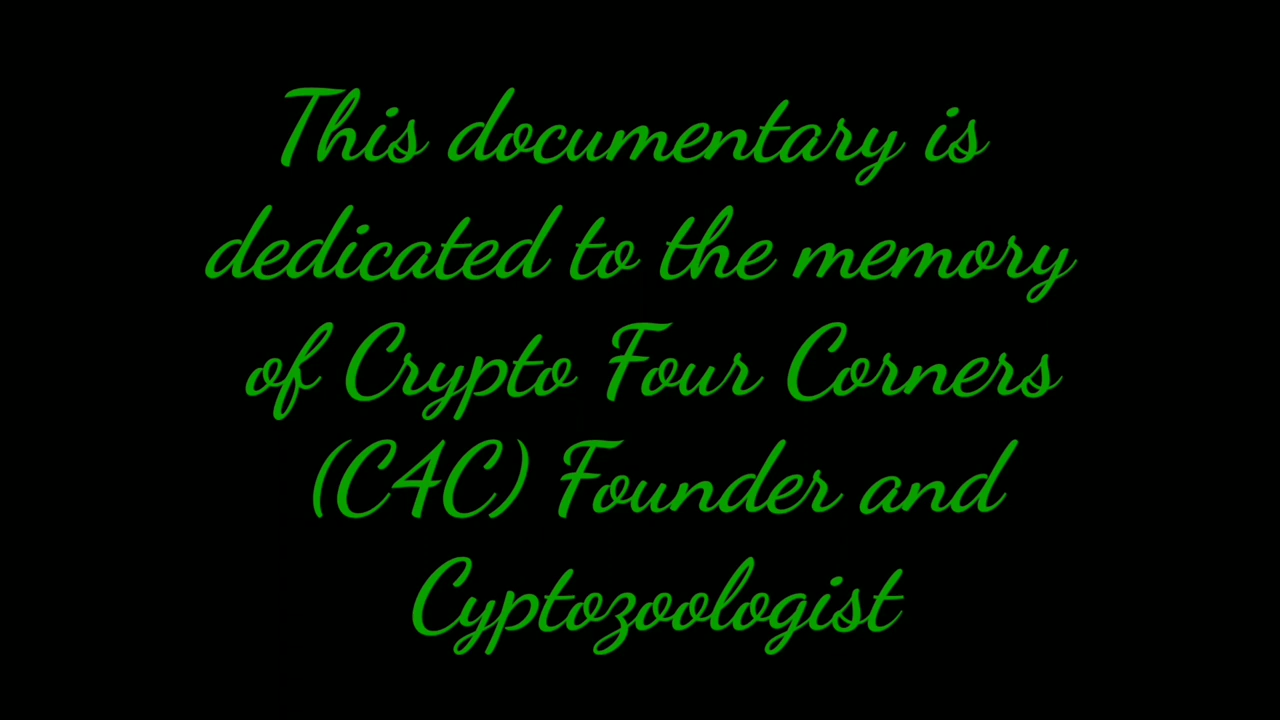 This documentary is
dedicated to the memory
of Crypto Four Corners
(C4C) Founder and
Cyptozoologist